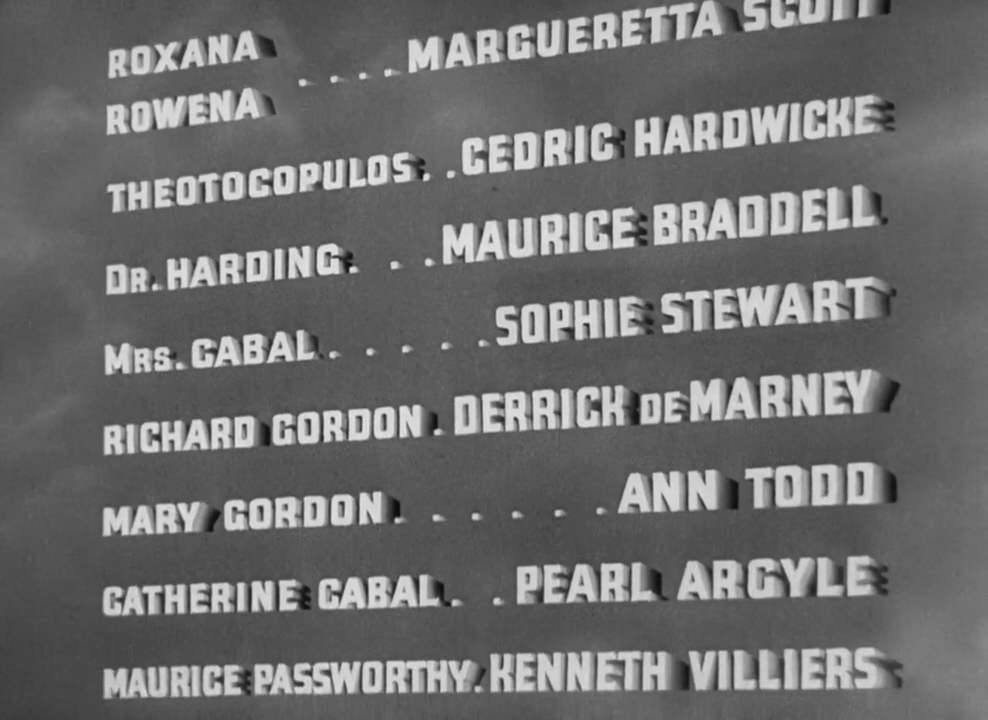 ROXANA
ROWENA .... MARGUERETTA SCOTT
THEOTOCOPULOS. . CEDRIC HARDWICKE
DR. HARDING. . . MAURICE BRADDELL
MRS. CABAL. . . . . SOPHIE STEWART
RICHARD GORDON . DERRICK DE MARNEY
MARY GORDON. . . . . . ANN TODD
CATHERINE CABAL. . PEARL ARGYLE
MAURICE PASSWORTHY. KENNETH VILLIERS